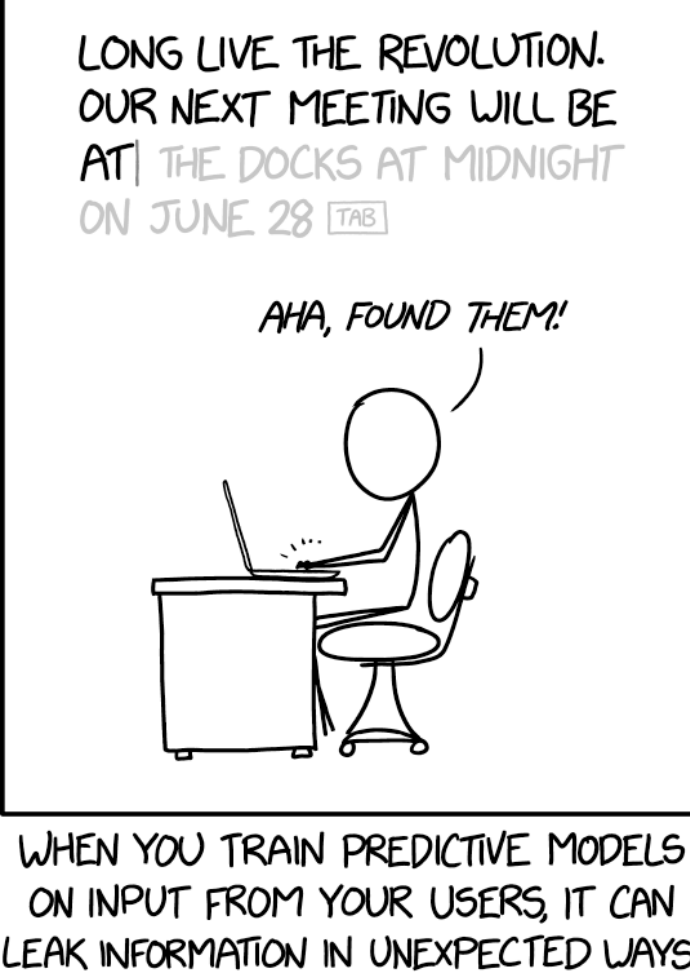 LONG LIVE THE REVOLUTION.
OUR NEXT MEETING WILL BE
AT| THE DOCKS AT MIDNIGHT
ON JUNE 28 TAB
AHA, FOUND THEM!
WHEN YOU TRAIN PREDICTIVE MODELS
ON INPUT FROM YOUR USERS, IT CAN
LEAK INFORMATION IN UNEXPECTED WAYS